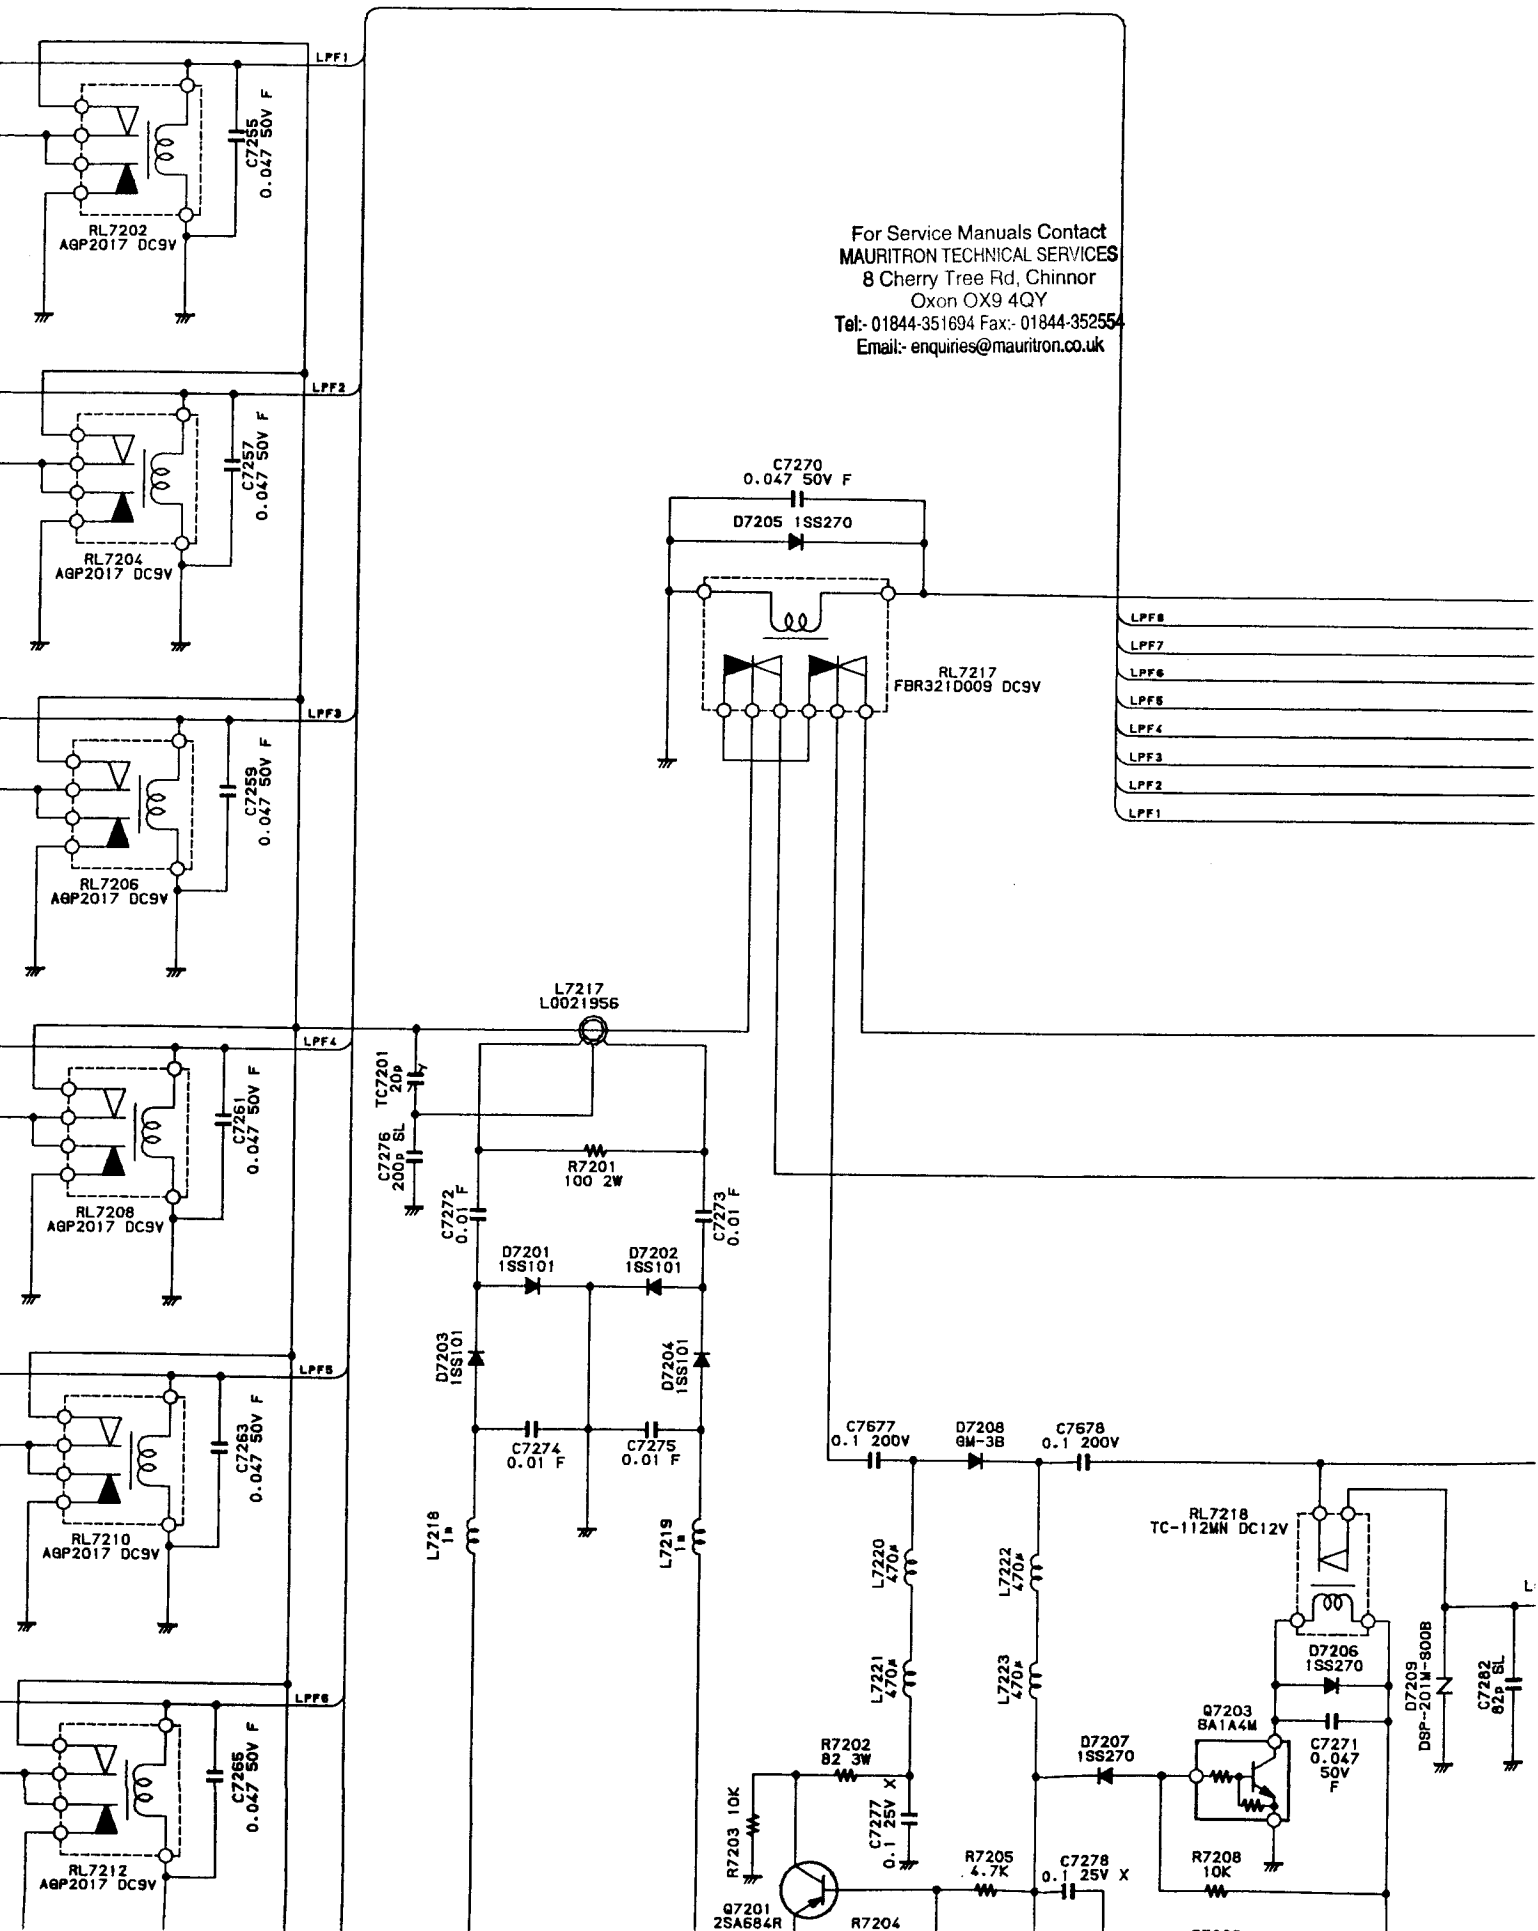 LPF1
C7255
0.047 50V F
RL7202
AGP2017 DC9V
For Service Manuals Contact
MAURITRON TECHNICAL SERVICES
8 Cherry Tree Rd, Chinnor
Oxon OX9 4QY
Tel:- 01844-351694 Fax:- 01844-352554
Email:- enquiries@mauritron.co.uk
LPF2
C7257
0.047 50V F
RL7204
AGP2017 DC9V
C7270
0.047 50V F
D7205 1SS270
RL7217
FBR321D009 DC9V
LPF8
LPF7
LPF6
LPF5
LPF4
LPF3
LPF2
LPF1
LPF3
C7259
0.047 50V F
RL7206
AGP2017 DC9V
L7217
L0021956
LPF4
C7261
0.047 50V F
RL7208
AGP2017 DC9V
TC7201
20p
C7276
200p SL
R7201
100 2W
C7272
0.01 F
C7273
0.01 F
D7201
1SS101
D7202
1SS101
D7203
1SS101
D7204
1SS101
LPF5
C7263
0.047 50V F
RL7210
AGP2017 DC9V
C7274
0.01 F
C7275
0.01 F
L7218
1m
L7219
1m
C7677
0.1 200V
D7208
GM-3B
C7678
0.1 200V
RL7218
TC-112MN DC12V
L7220
470μ
L7222
470μ
L7221
470μ
L7223
470μ
D7206
1SS270
D7209
DSP-201M-S00B
C7282
82p SL
L
LPF6
C7265
0.047 50V F
RL7212
AGP2017 DC9V
Q7203
BA1A4M
C7271
0.047
50V
F
R7202
82 3W
D7207
1SS270
R7203 10K
C7277
0.1 25V X
R7205
4.7K
C7278
0.1 25V X
R7208
10K
Q7201
2SA684R
R7204